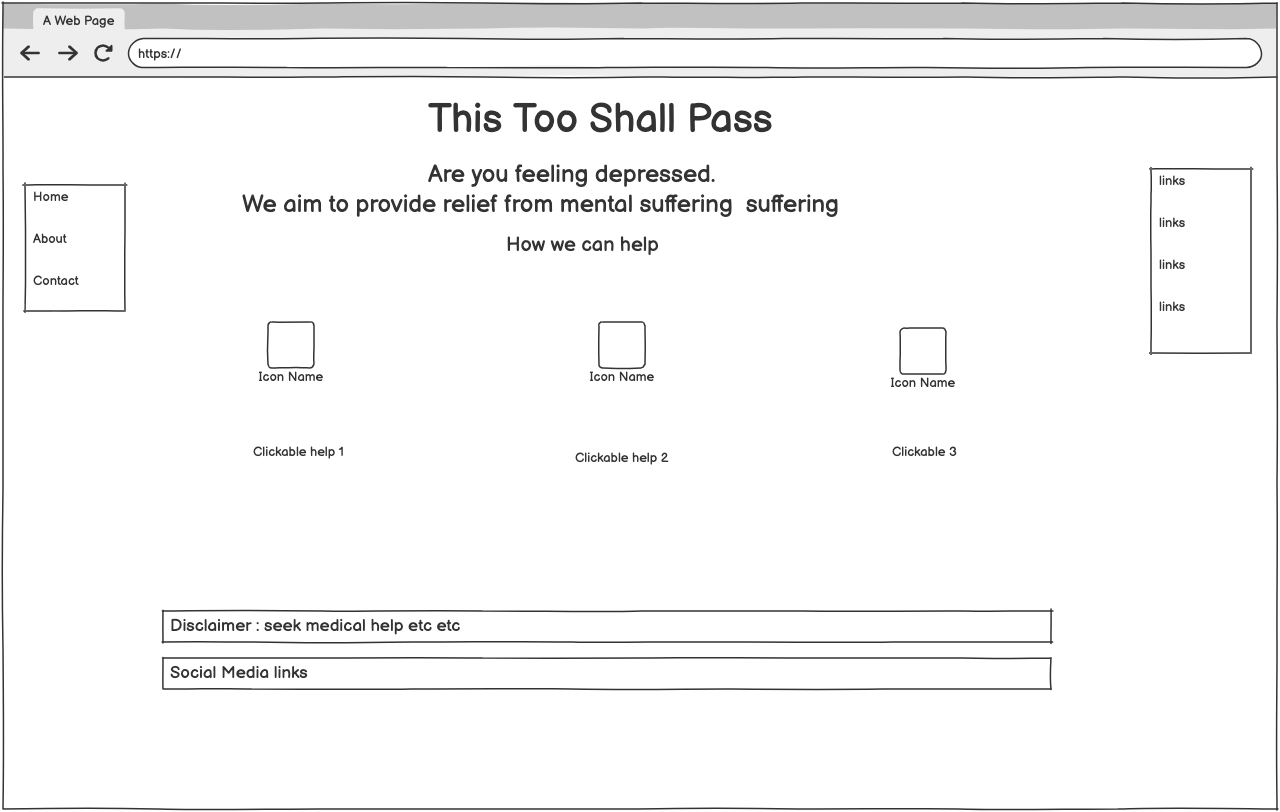 A Web Page
https://
This Too Shall Pass
Are you feeling depressed.
We aim to provide relief from mental suffering  suffering
How we can help
Home
About
Contact
links
links
links
links
Icon Name
Icon Name
Icon Name
Clickable help 1
Clickable help 2
Clickable 3
Disclaimer : seek medical help etc etc
Social Media links